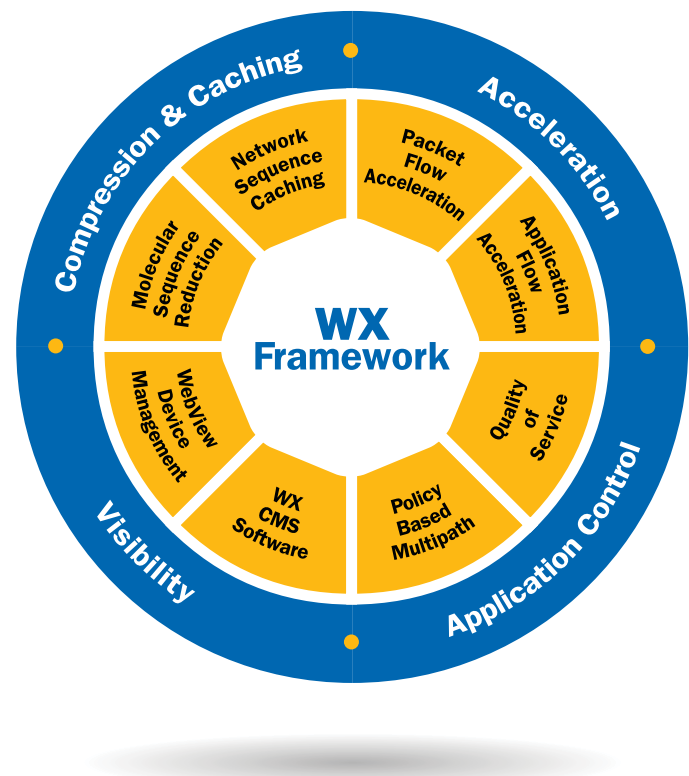 Compression & Caching
Acceleration
Application Control
Visibility
Network
Sequence
Caching
Packet
Flow
Acceleration
Application
Flow
Acceleration
Quality
of
Service
Policy
Based
Multipath
WX
CMS
Software
WebView
Device
Management
Molecular
Sequence
Reduction
WX
Framework